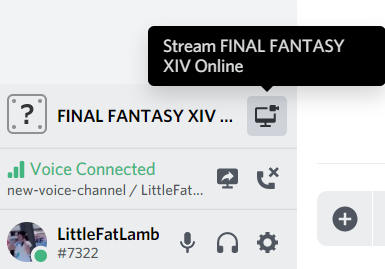 Stream FINAL FANTASY
XIV Online
?
FINAL FANTASY XIV ...
Voice Connected
new-voice-channel / LittleFat...
LittleFatLamb
#7322